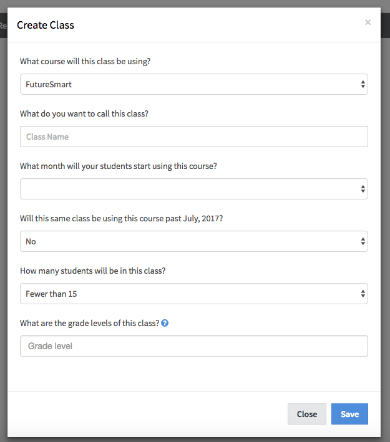 Create Class
×
What course will this class be using?
FutureSmart
What do you want to call this class?
Class Name
What month will your students start using this course?
Will this same class be using this course past July, 2017?
No
How many students will be in this class?
Fewer than 15
What are the grade levels of this class? ?
Grade level
Close Save